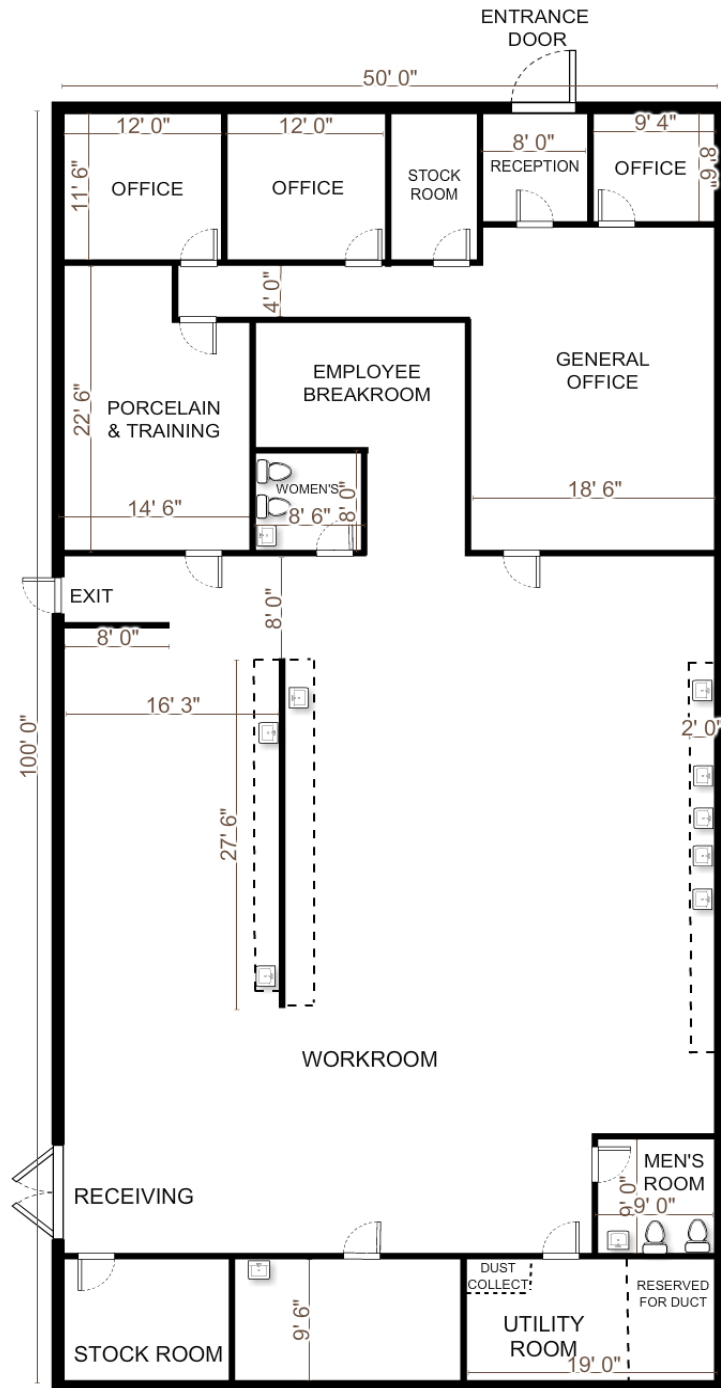 ENTRANCE
DOOR
50' 0"
12' 0"
12' 0"
9' 4"
8' 0"
11' 6"
OFFICE
OFFICE
STOCK
ROOM
RECEPTION
OFFICE
8' 6"
4' 0"
22' 6"
EMPLOYEE
BREAKROOM
GENERAL
OFFICE
PORCELAIN
& TRAINING
WOMEN'S
8' 0"
14' 6"
8' 6"
18' 6"
EXIT
8' 0"
8' 0"
16' 3"
100' 0"
2' 0"
27' 6"
WORKROOM
RECEIVING
MEN'S
ROOM
9' 0"
9' 0"
DUST
COLLECT
RESERVED
FOR DUCT
STOCK ROOM
9' 6"
UTILITY
ROOM
19' 0"